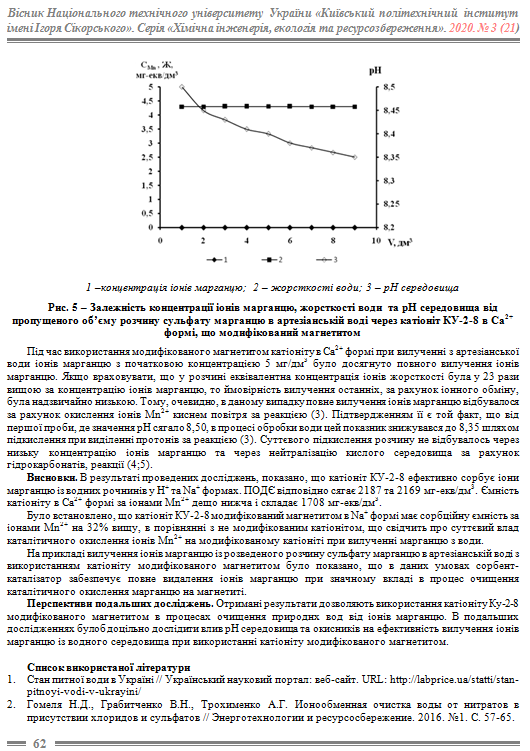 Вісник Національного технічного університету України «Київський політехнічний інститут
імені Ігоря Сікорського». Серія «Хімічна інженерія, екологія та ресурсозбереження». 2020. № 3 (21)
C Mn , Ж,
мг-екв/дм³
pH
5
4,5
4
3,5
3
2,5
2
1,5
1
0,5
0
8,5
8,45
8,4
8,35
8,3
8,25
8,2
0 2 4 6 8 10
V, дм³
1 2 3
1 –концентрація іонів марганцю; 2 – жорсткості води; 3 – pH середовища
Рис. 5 – Залежність концентрації іонів марганцю, жорсткості води та pH середовища від
пропущеного об’єму розчину сульфату марганцю в артезіанській воді через катіоніт КУ-2-8 в Ca²⁺
формі, що модифікований магнетитом
Під час використання модифікованого магнетитом катіоніту в Ca²⁺ формі при вилученні з артезіанської
води іонів марганцю з початковою концентрацією 5 мг/дм³ було досягнуто повного вилучення іонів
марганцю. Якщо враховувати, що у розчині еквівалентна концентрація іонів жорсткості була у 23 рази
вищою за концентрацію іонів марганцю, то ймовірність вилучення останніх, за рахунок іонного обміну,
була надзвичайно низькою. Тому, очевидно, в даному випадку повне вилучення іонів марганцю відбувалося
за рахунок окислення іонів Mn²⁺ киснем повітря за реакцією (3). Підтвердженням її є той факт, що від
першої проби, де значення pH сягало 8,50, в процесі обробки води цей показник знижувався до 8,35 шляхом
підкислення при виділенні протонів за реакцією (3). Суттєвого підкислення розчину не відбувалось через
низьку концентрацію іонів марганцю та через нейтралізацію кислого середовища за рахунок
гідрокарбонатів, реакції (4;5).
Висновки. В результаті проведених досліджень, показано, що катіоніт КУ-2-8 ефективно сорбує іони
марганцю із водних рочнинів у H⁺ та Na⁺ формах. ПОДЄ відповідно сягає 2187 та 2169 мг-екв/дм³. Ємність
катіоніту в Ca²⁺ формі за іонами Mn²⁺ дещо нижча і складає 1708 мг-екв/дм³.
Було встановлено, що катіоніт КУ-2-8 модифікований магнетитом в Na⁺ формі має сорбційну ємність за
іонами Mn²⁺ на 32% вищу, в порівнянні з не модифікованим катіонітом, що свідчить про суттєвий влад
каталітичного окислення іонів Mn²⁺ на модифікованому катіоніті при вилученні марганцю з води.
На прикладі вилучення іонів марганцю із розведеного розчину сульфату марганцю в артезіанській воді з
використанням катіоніту модифікованого магнетитом було показано, що в даних умовах сорбент-
каталізатор забезпечує повне видалення іонів марганцю при значному вкладі в процес очищення
каталітичного окислення марганцю на магнетиті.
Перспективи подальших досліджень. Отримані результати дозволяють використання катіоніту Ку-2-8
модифікованого магнетитом в процесах очищення природних вод від іонів марганцю. В подальших
дослідженнях було б доцільно дослідити влив pH середовища та окисників на ефективність вилучення іонів
марганцю із водного середовища при використанні катіоніту модифікованого магнетитом.
Список використаної літератури
1. Стан питної води в Україні // Український науковий портал: веб-сайт. URL: http://labprice.ua/statti/stan-
pitnoyi-vodi-v-ukrayini/
2. Гомеля Н.Д., Грабитченко В.Н., Трохименко А.Г. Ионообменная очистка воды от нитратов в
присутствии хлоридов и сульфатов // Энерготехнологии и ресурсосбережение. 2016. №1. С. 57-65.
62